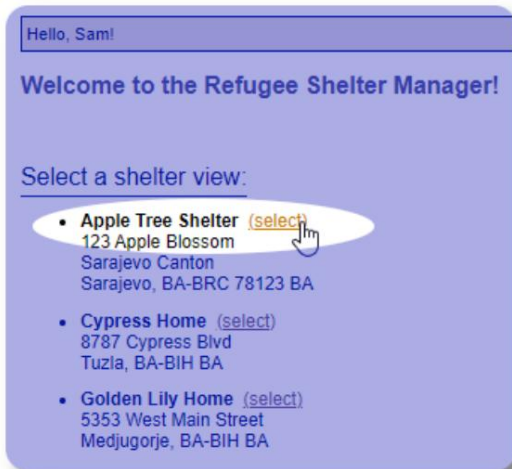 Hello, Sam!
Welcome to the Refugee Shelter Manager!
Select a shelter view:
• Apple Tree Shelter (select)
123 Apple Blossom
Sarajevo Canton
Sarajevo, BA-BRC 78123 BA
• Cypress Home (select)
8787 Cypress Blvd
Tuzla, BA-BIH BA
• Golden Lily Home (select)
5353 West Main Street
Medjugorje, BA-BIH BA